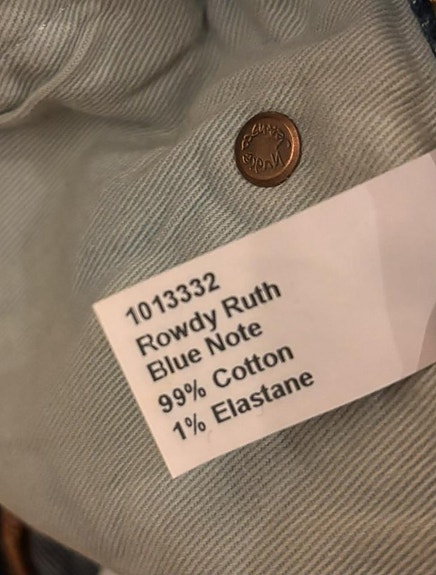 1013332
Rowdy Ruth
Blue Note
99% Cotton
1% Elastane